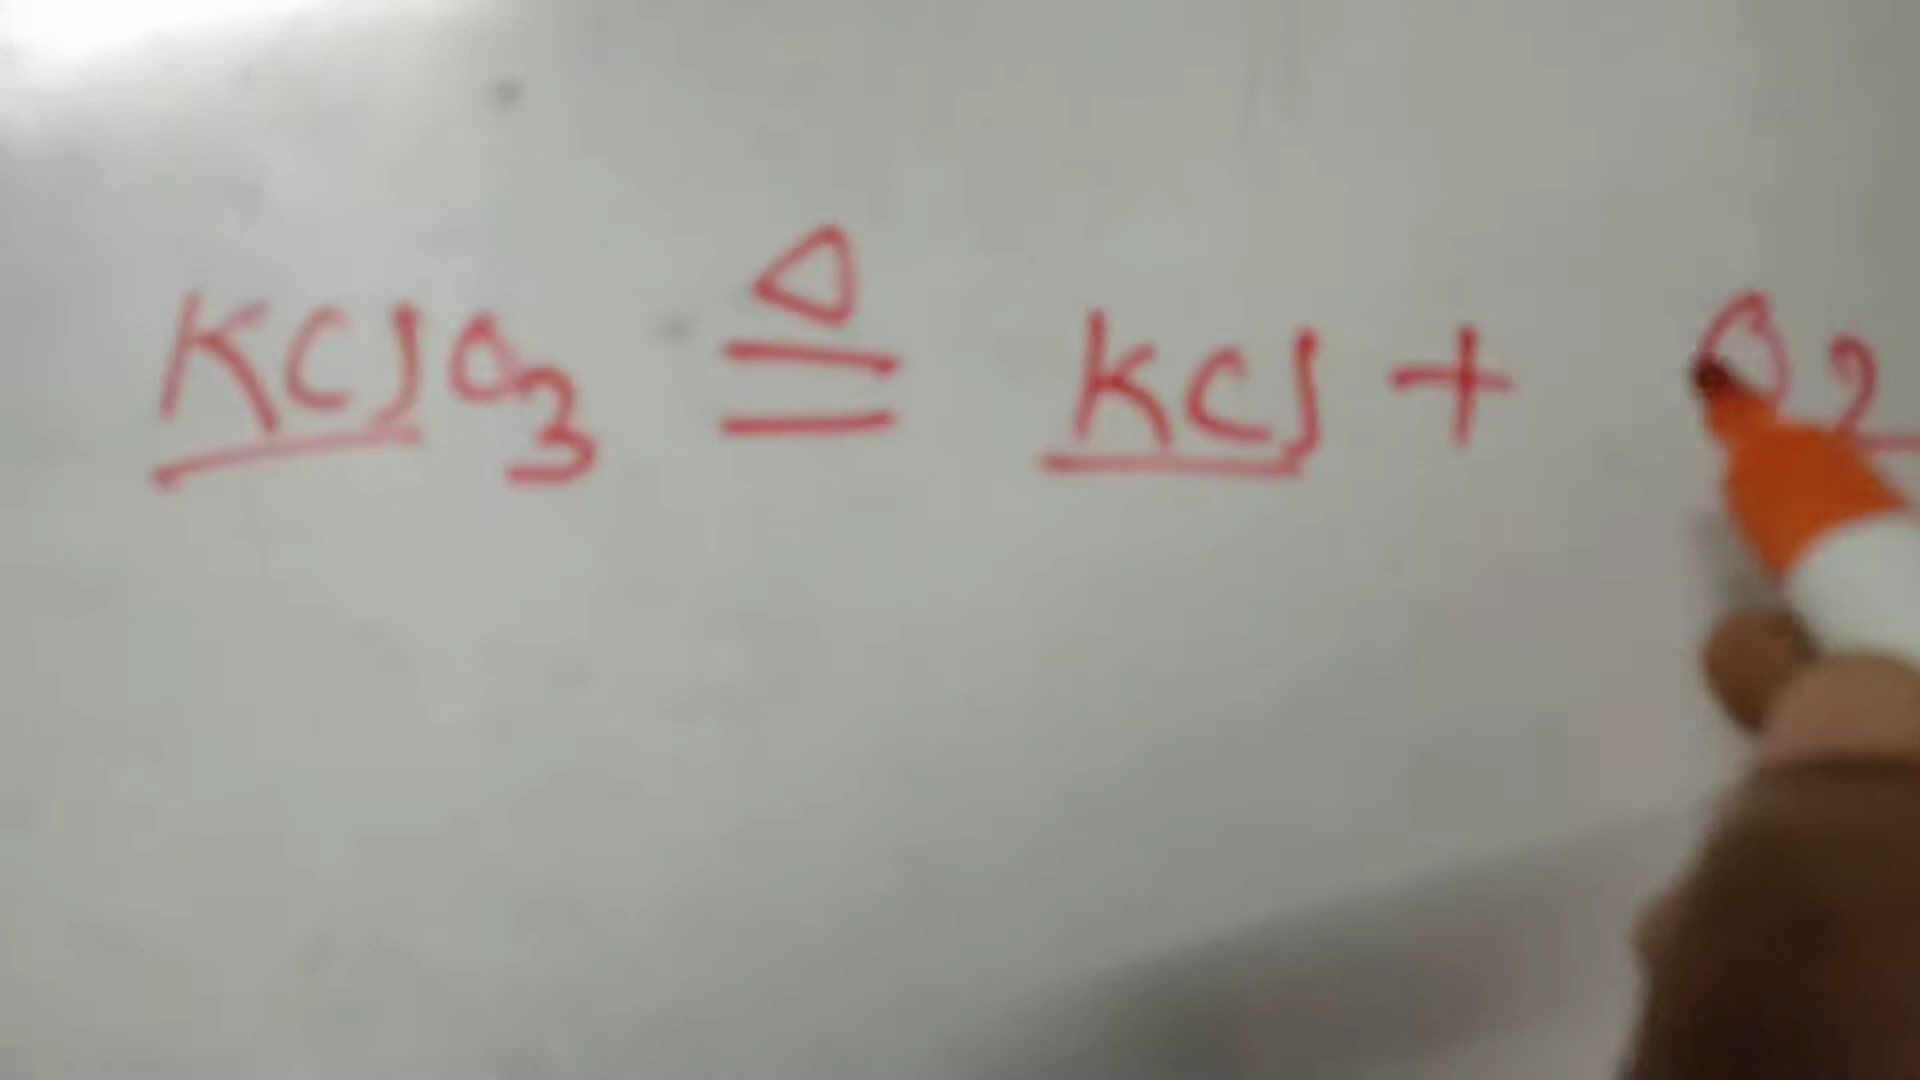 Δ
KClO3 = KCl + O2